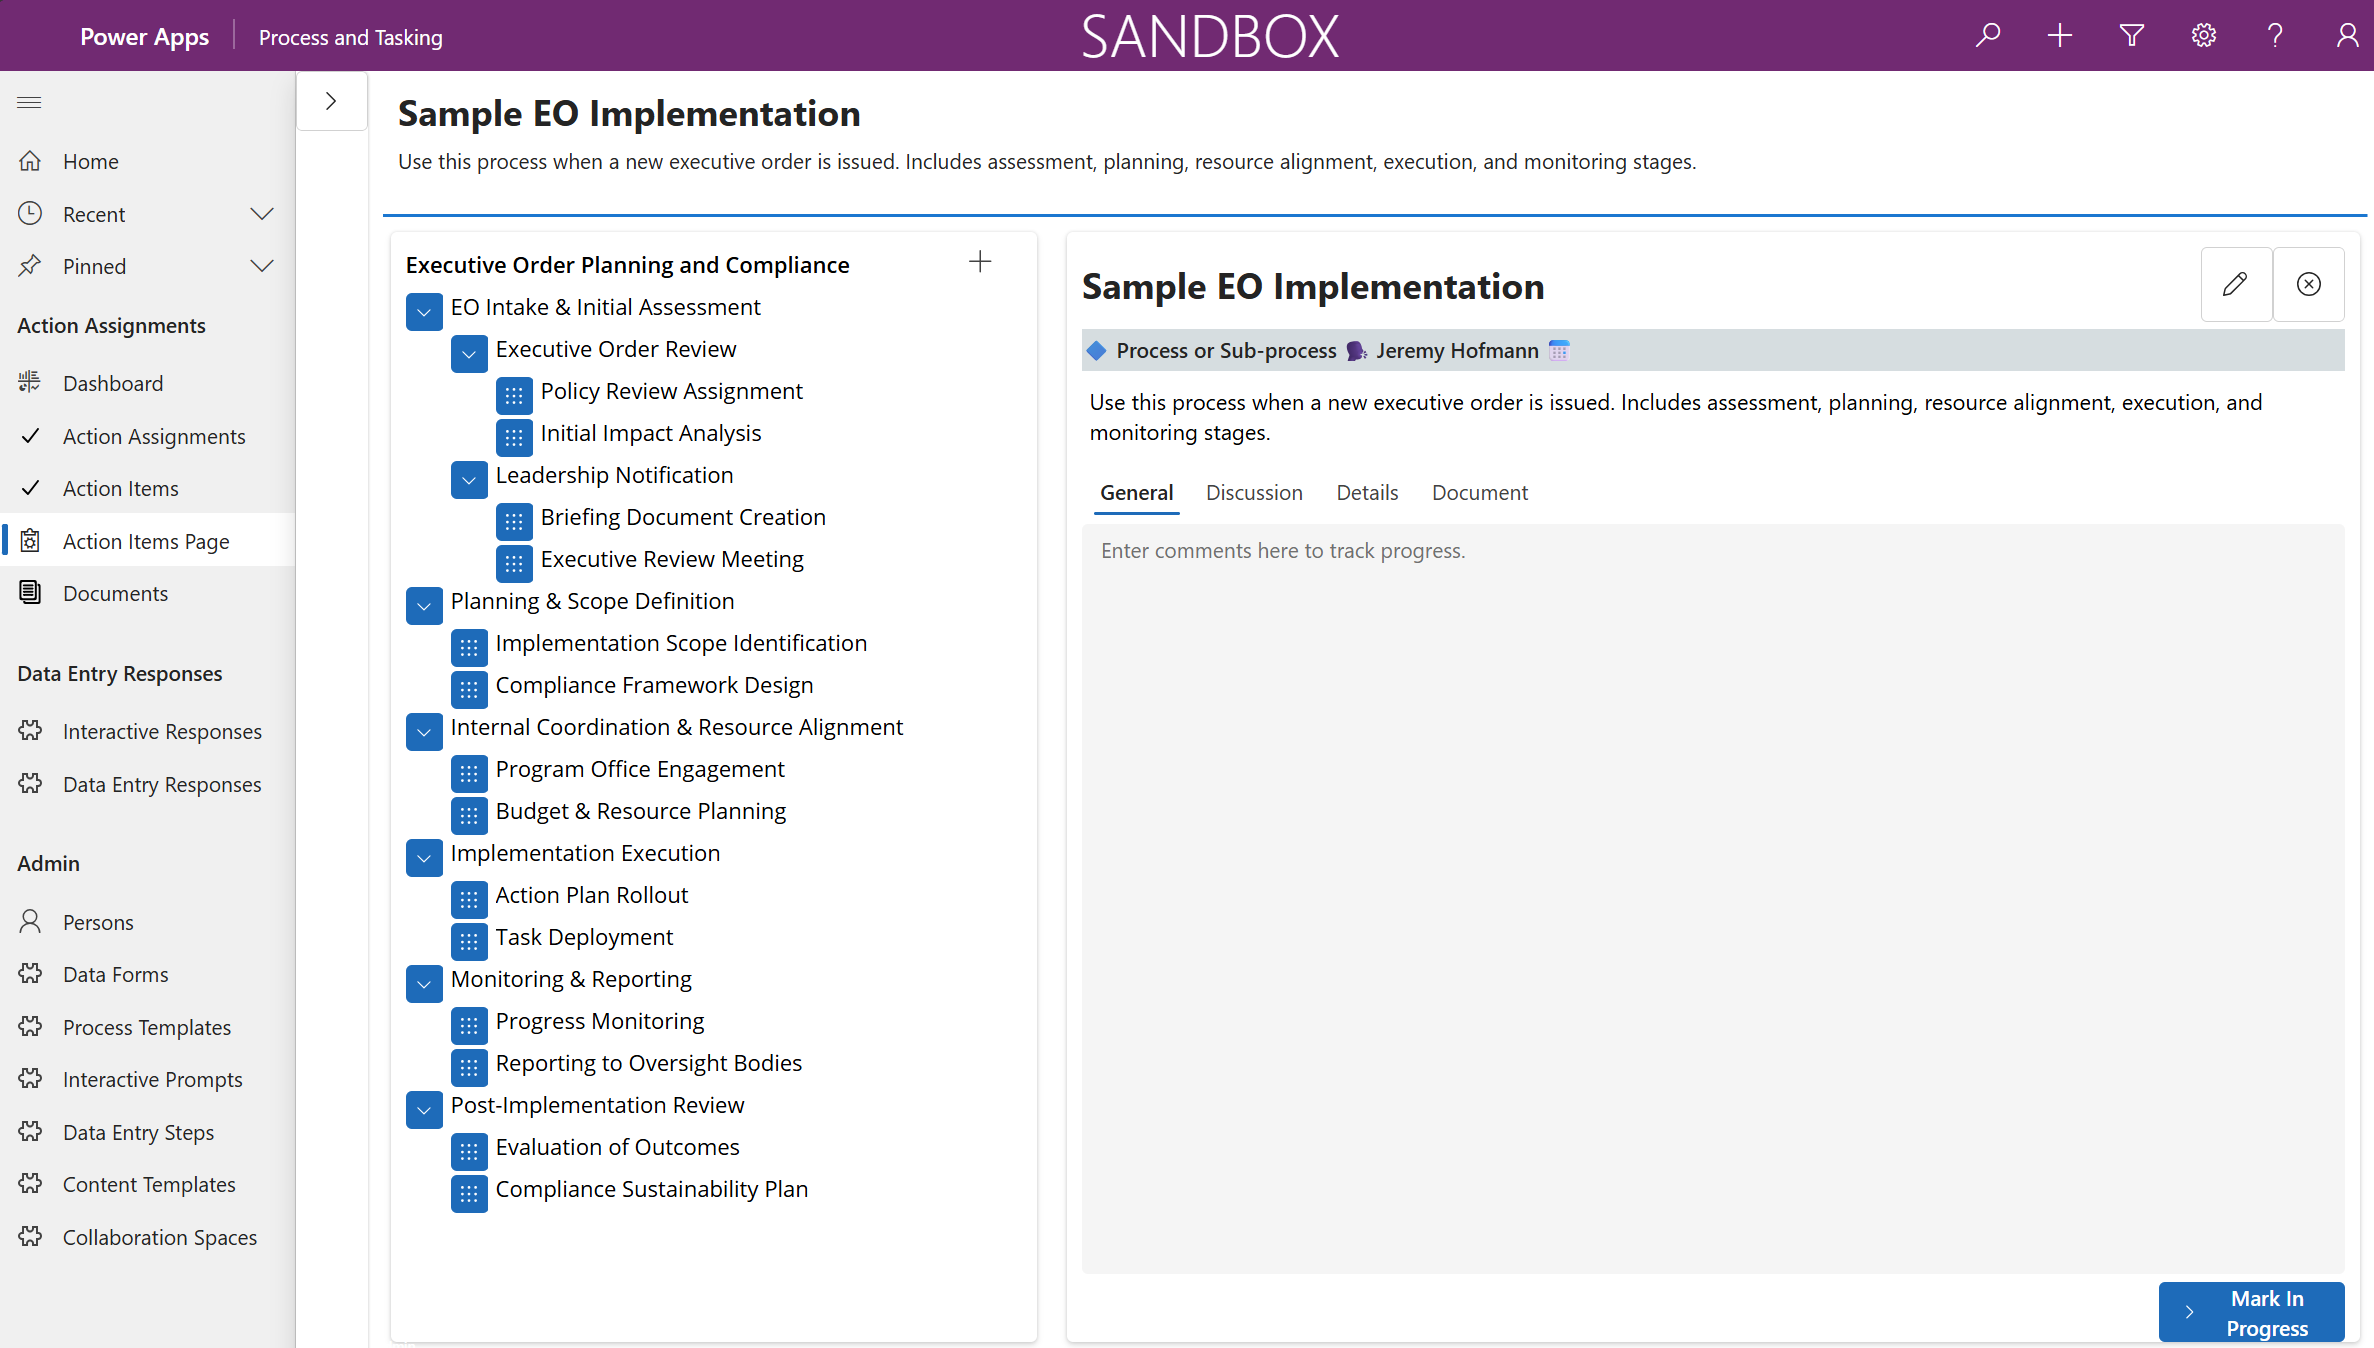 Power Apps
Process and Tasking
SANDBOX
Home
Recent
Pinned
Action Assignments
Dashboard
Action Assignments
Action Items
Action Items Page
Documents
Data Entry Responses
Interactive Responses
Data Entry Responses
Admin
Persons
Data Forms
Process Templates
Interactive Prompts
Data Entry Steps
Content Templates
Collaboration Spaces
Sample EO Implementation
Use this process when a new executive order is issued. Includes assessment, planning, resource alignment, execution, and monitoring stages.
Executive Order Planning and Compliance
EO Intake & Initial Assessment
Executive Order Review
Policy Review Assignment
Initial Impact Analysis
Leadership Notification
Briefing Document Creation
Executive Review Meeting
Planning & Scope Definition
Implementation Scope Identification
Compliance Framework Design
Internal Coordination & Resource Alignment
Program Office Engagement
Budget & Resource Planning
Implementation Execution
Action Plan Rollout
Task Deployment
Monitoring & Reporting
Progress Monitoring
Reporting to Oversight Bodies
Post-Implementation Review
Evaluation of Outcomes
Compliance Sustainability Plan
Sample EO Implementation
Process or Sub-process Jeremy Hofmann
Use this process when a new executive order is issued. Includes assessment, planning, resource alignment, execution, and
monitoring stages.
General Discussion Details Document
Enter comments here to track progress.
Mark In
Progress